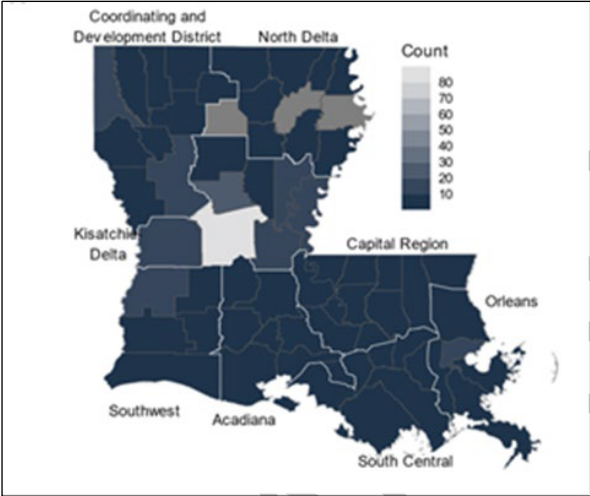 Coordinating and
Development District
North Delta
Count
80
70
60
50
40
30
20
10
Kisatchie
Delta
Capital Region
Orleans
Southwest
Acadiana
South Central